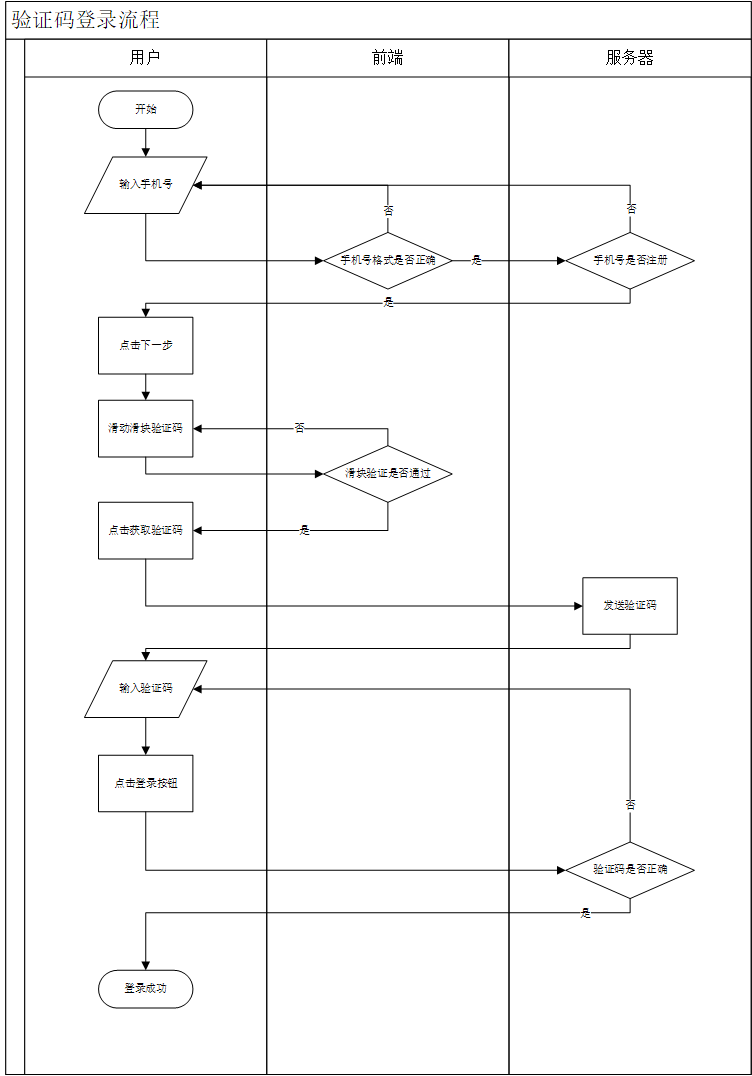 验证码登录流程
用户
前端
服务器
开始
输入手机号
否
否
手机号格式是否正确
是
手机号是否注册
是
点击下一步
滑动滑块验证码
否
滑块验证是否通过
点击获取验证码
是
发送验证码
输入验证码
点击登录按钮
否
验证码是否正确
是
登录成功